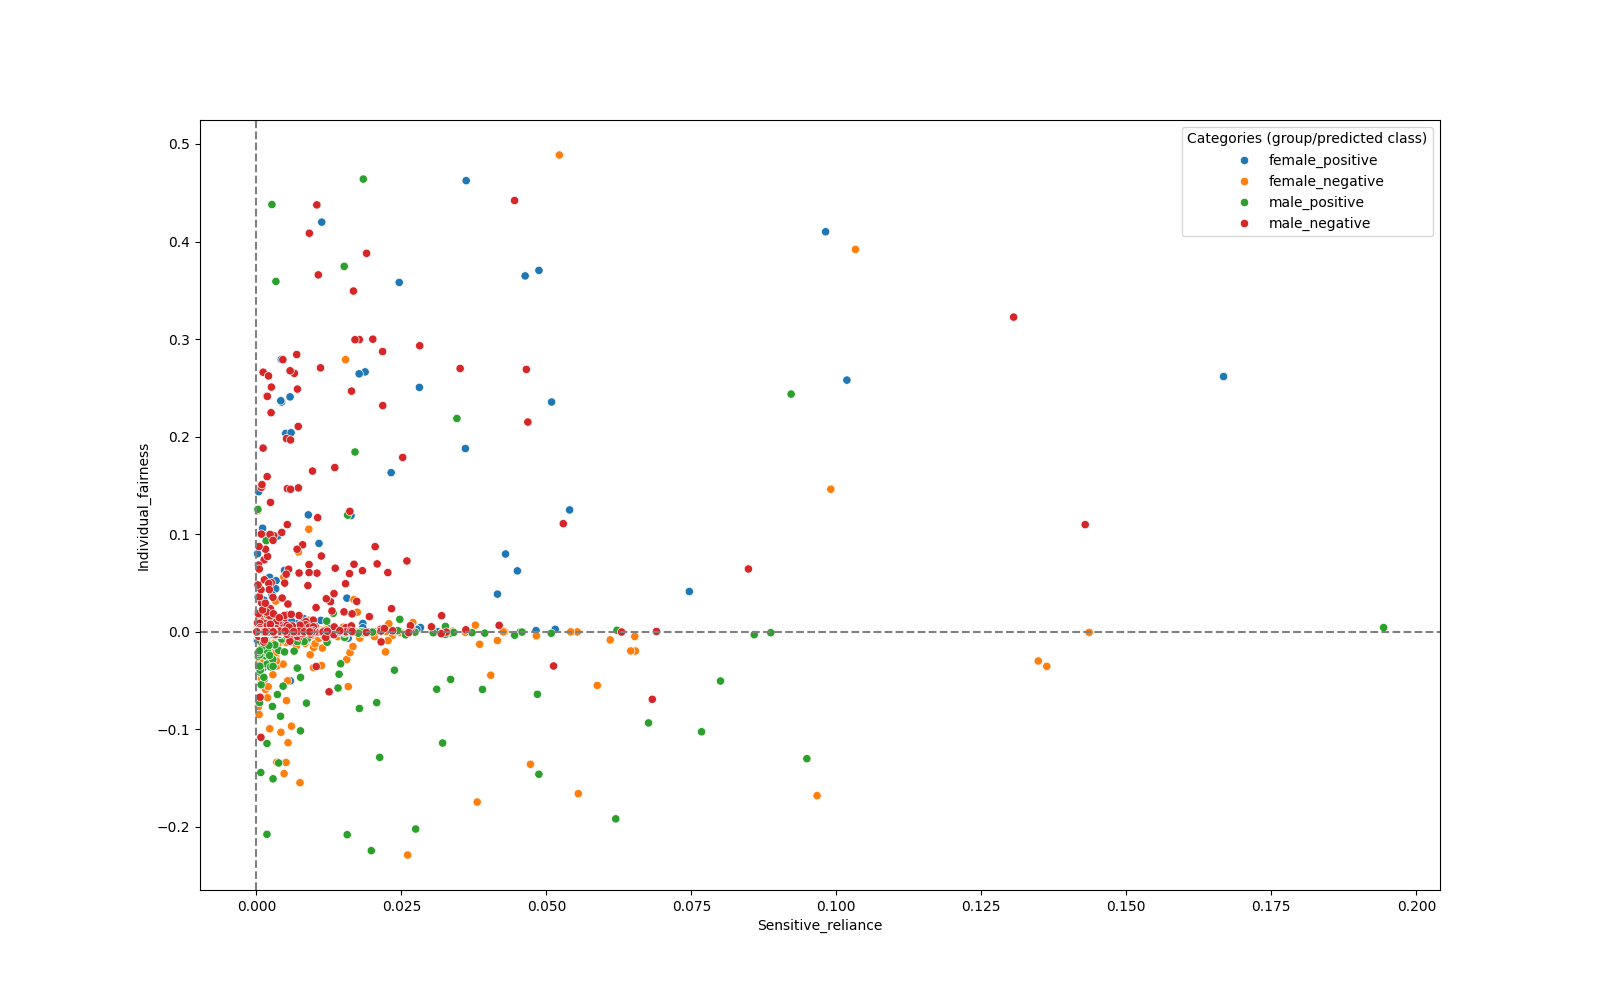 Categories (group/predicted class)
female_positive
female_negative
male_positive
male_negative
0.5
0.4
0.3
0.2
0.1
0.0
−0.1
−0.2
Individual_fairness
0.000 0.025 0.050 0.075 0.100 0.125 0.150 0.175 0.200
Sensitive_reliance